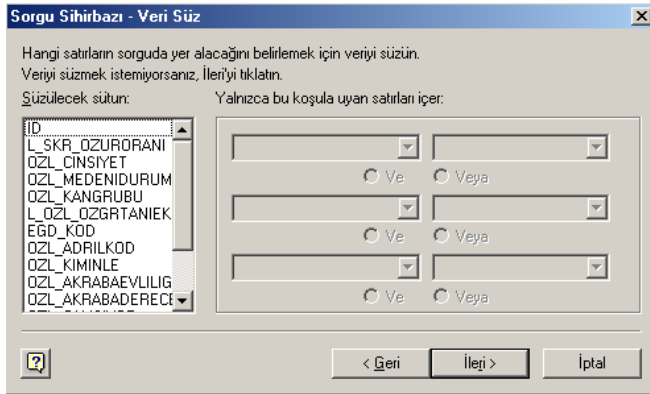 Sorgu Sihirbazı - Veri Süz
Hangi satırların sorguda yer alacağını belirlemek için veriyi süzün.
Veriyi süzmek istemiyorsanız, İleri'yi tıklatın.
Süzülecek sütun:
Yalnızca bu koşula uyan satırları içer:
ID
L_SKR_OZURORANI
OZL_CINSIYET
OZL_MEDENIDURUM
OZL_KANGRUBU
L_OZL_OZGRTANIEK
EGD_KOD
OZL_ADRILKOD
OZL_KIMINLE
OZL_AKRABAEVLILIG
OZL_AKRABADERECE
Ve Veya
Ve Veya
Ve Veya
< Geri İleri > İptal